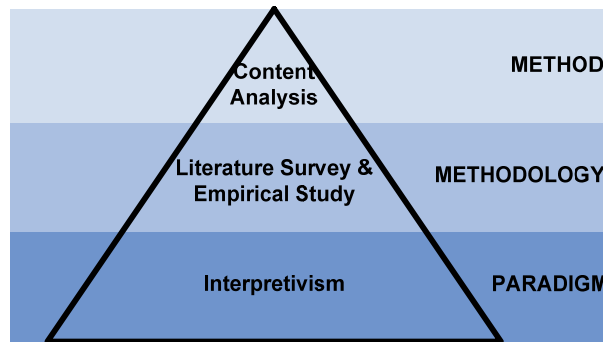 Content
Analysis
METHOD
Literature Survey &
Empirical Study
METHODOLOGY
Interpretivism
PARADIGM